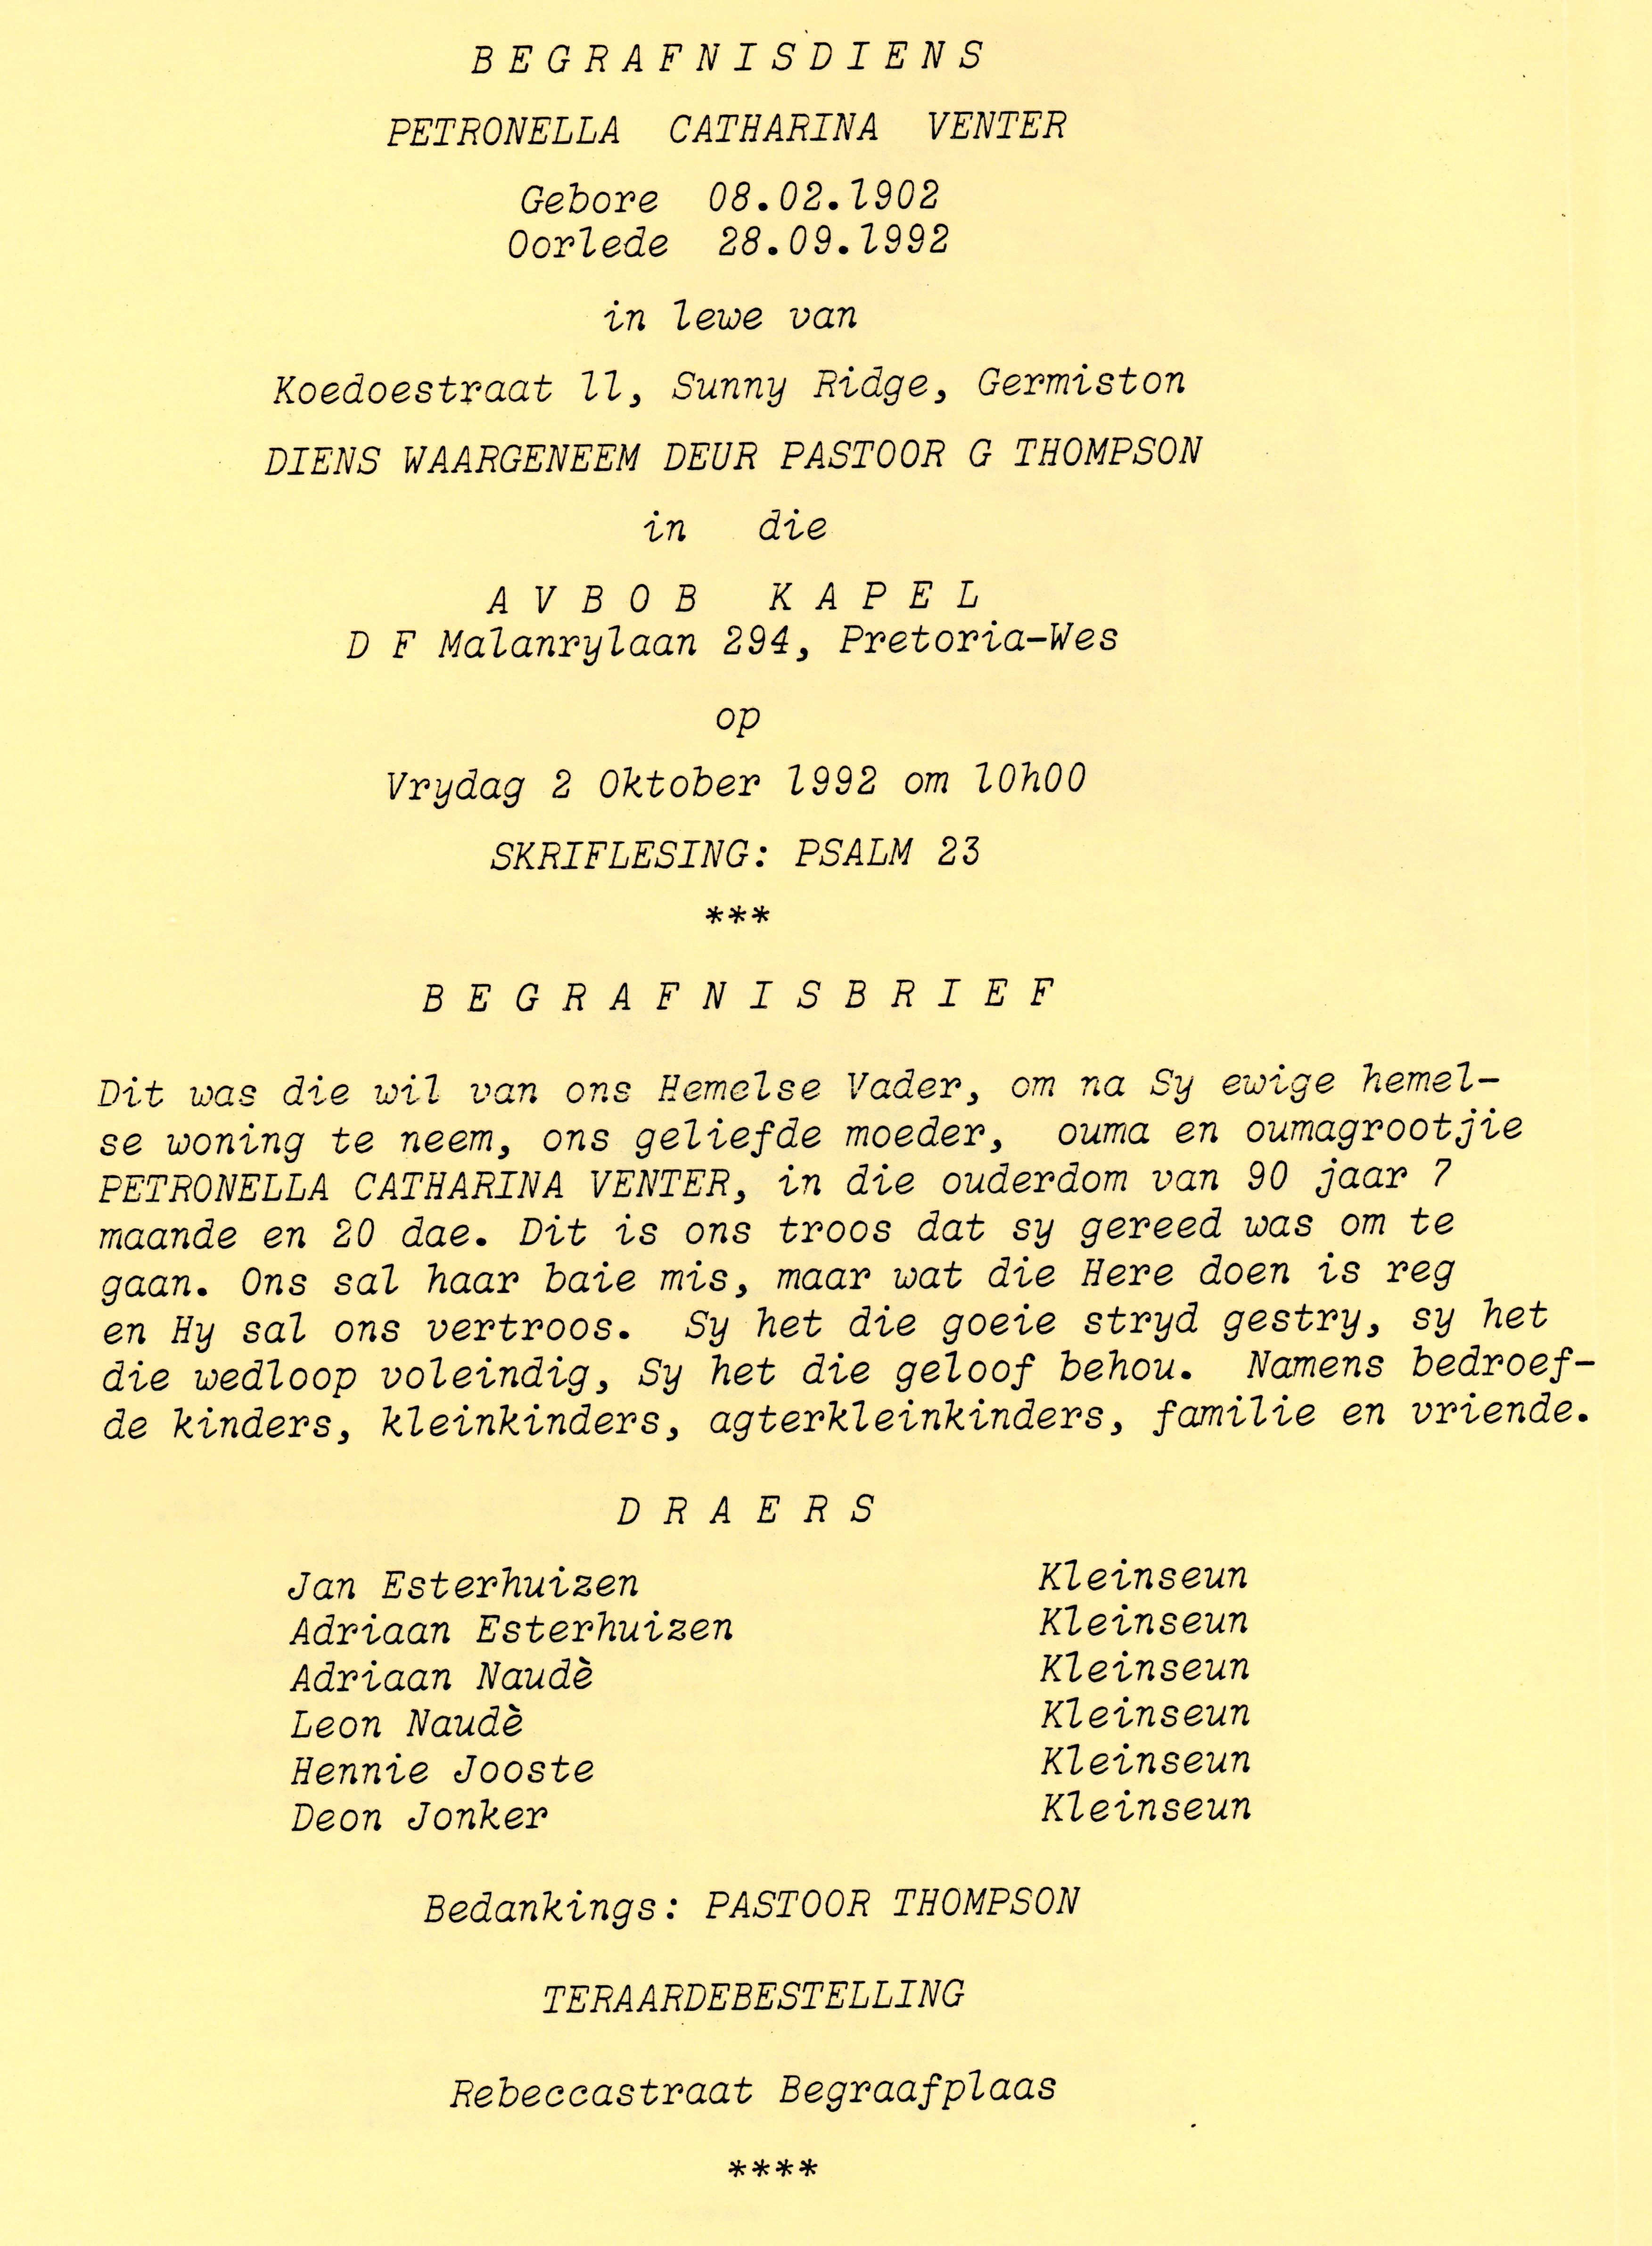 B E G R A F N I S D I E N S
PETRONELLA CATHARINA VENTER
Gebore 08.02.1902
Oorlede 28.09.1992
in lewe van
Koedoestraat 11, Sunny Ridge, Germiston
DIENS WAARGENEEM DEUR PASTOOR G THOMPSON
in die
A V B O B K A P E L
D F Malanrylaan 294, Pretoria-Wes
op
Vrydag 2 Oktober 1992 om 10h00
SKRIFLESING: PSALM 23
***
B E G R A F N I S B R I E F
Dit was die wil van ons Hemelse Vader, om na Sy ewige hemel-
se woning te neem, ons geliefde moeder, ouma en oumagrootjie
PETRONELLA CATHARINA VENTER, in die ouderdom van 90 jaar 7
maande en 20 dae. Dit is ons troos dat sy gereed was om te
gaan. Ons sal haar baie mis, maar wat die Here doen is reg
en Hy sal ons vertroos. Sy het die goeie stryd gestry, sy het
die wedloop voleindig, Sy het die geloof behou. Namens bedroef-
de kinders, kleinkinders, agterkleinkinders, familie en vriende.
D R A E R S
Jan Esterhuizen Kleinseun
Adriaan Esterhuizen Kleinseun
Adriaan Naudè Kleinseun
Leon Naudè Kleinseun
Hennie Jooste Kleinseun
Deon Jonker Kleinseun
Bedankings: PASTOOR THOMPSON
TERAARDEBESTELLING
Rebeccastraat Begraafplaas
****